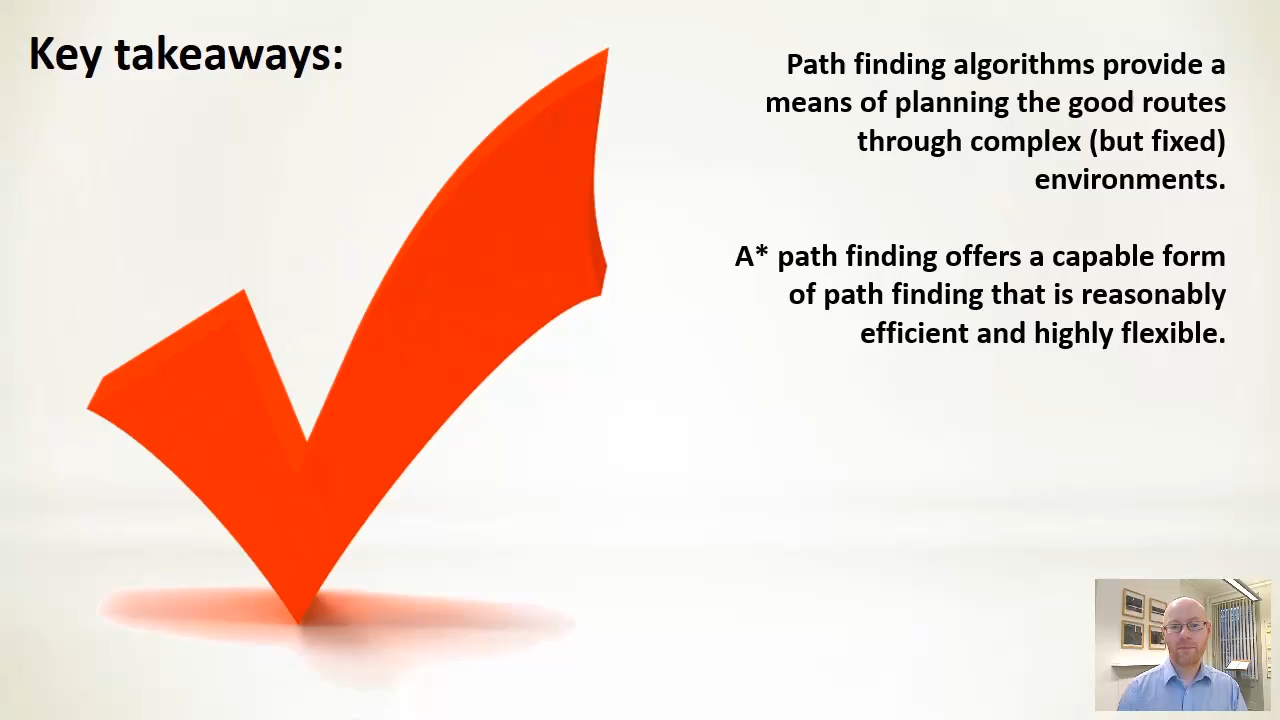 Key takeaways:
Path finding algorithms provide a
means of planning the good routes
through complex (but fixed)
environments.
A* path finding offers a capable form
of path finding that is reasonably
efficient and highly flexible.